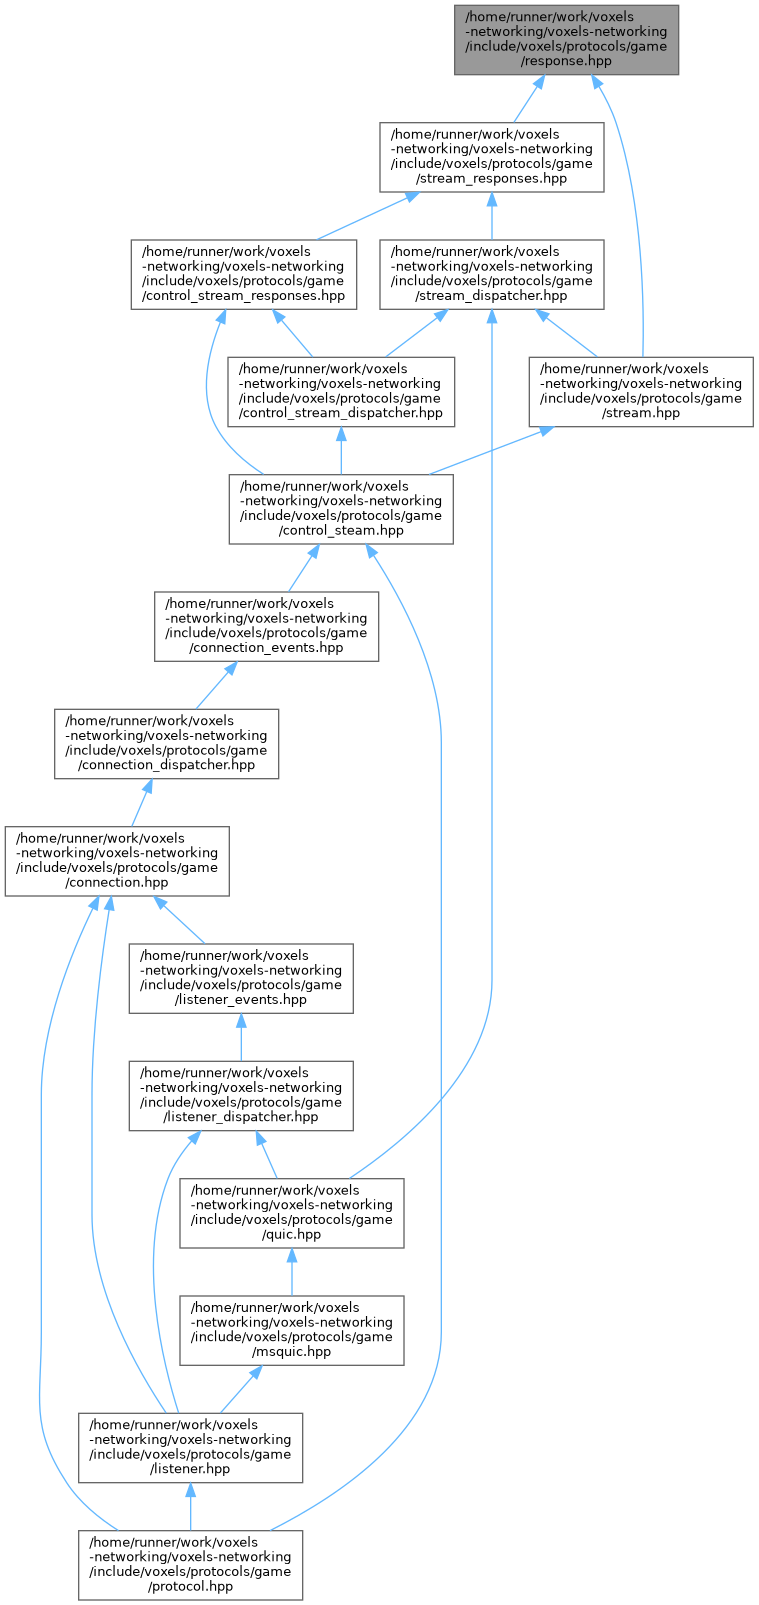 /home/runner/work/voxels
-networking/voxels-networking
/include/voxels/protocols/game
/response.hpp
/home/runner/work/voxels
-networking/voxels-networking
/include/voxels/protocols/game
/stream_responses.hpp
/home/runner/work/voxels
-networking/voxels-networking
/include/voxels/protocols/game
/control_stream_responses.hpp
/home/runner/work/voxels
-networking/voxels-networking
/include/voxels/protocols/game
/stream_dispatcher.hpp
/home/runner/work/voxels
-networking/voxels-networking
/include/voxels/protocols/game
/control_stream_dispatcher.hpp
/home/runner/work/voxels
-networking/voxels-networking
/include/voxels/protocols/game
/stream.hpp
/home/runner/work/voxels
-networking/voxels-networking
/include/voxels/protocols/game
/control_steam.hpp
/home/runner/work/voxels
-networking/voxels-networking
/include/voxels/protocols/game
/connection_events.hpp
/home/runner/work/voxels
-networking/voxels-networking
/include/voxels/protocols/game
/connection_dispatcher.hpp
/home/runner/work/voxels
-networking/voxels-networking
/include/voxels/protocols/game
/connection.hpp
/home/runner/work/voxels
-networking/voxels-networking
/include/voxels/protocols/game
/listener_events.hpp
/home/runner/work/voxels
-networking/voxels-networking
/include/voxels/protocols/game
/listener_dispatcher.hpp
/home/runner/work/voxels
-networking/voxels-networking
/include/voxels/protocols/game
/quic.hpp
/home/runner/work/voxels
-networking/voxels-networking
/include/voxels/protocols/game
/msquic.hpp
/home/runner/work/voxels
-networking/voxels-networking
/include/voxels/protocols/game
/listener.hpp
/home/runner/work/voxels
-networking/voxels-networking
/include/voxels/protocols/game
/protocol.hpp